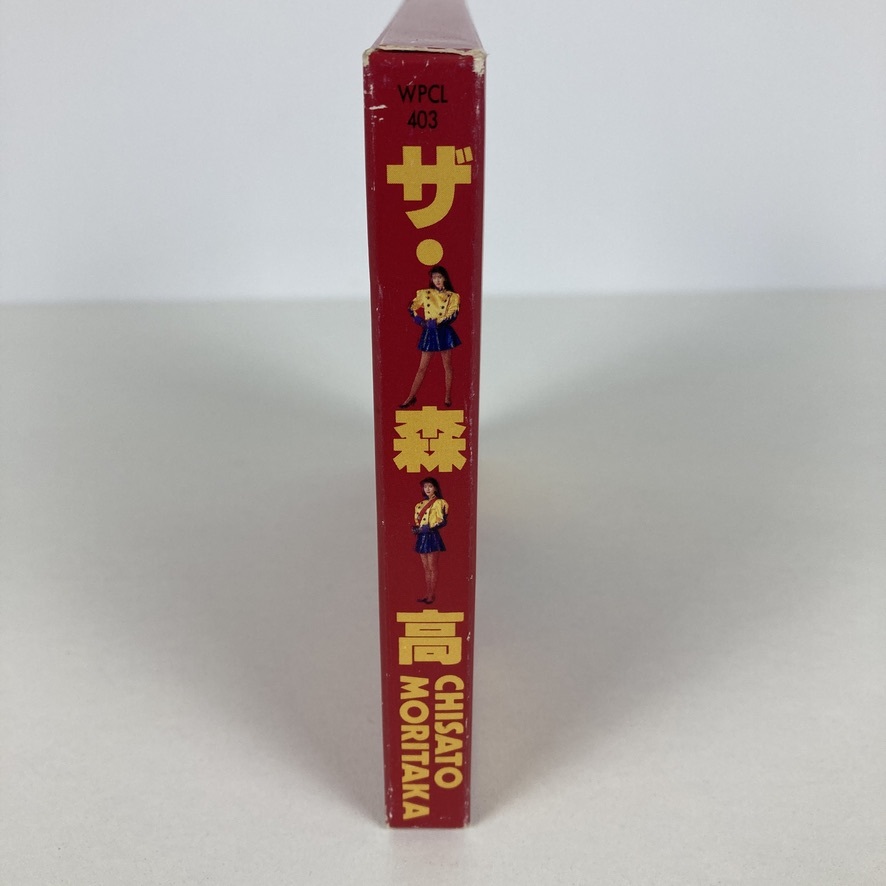 WPCL
403
ザ・森高
CHISATO
MORITAKA